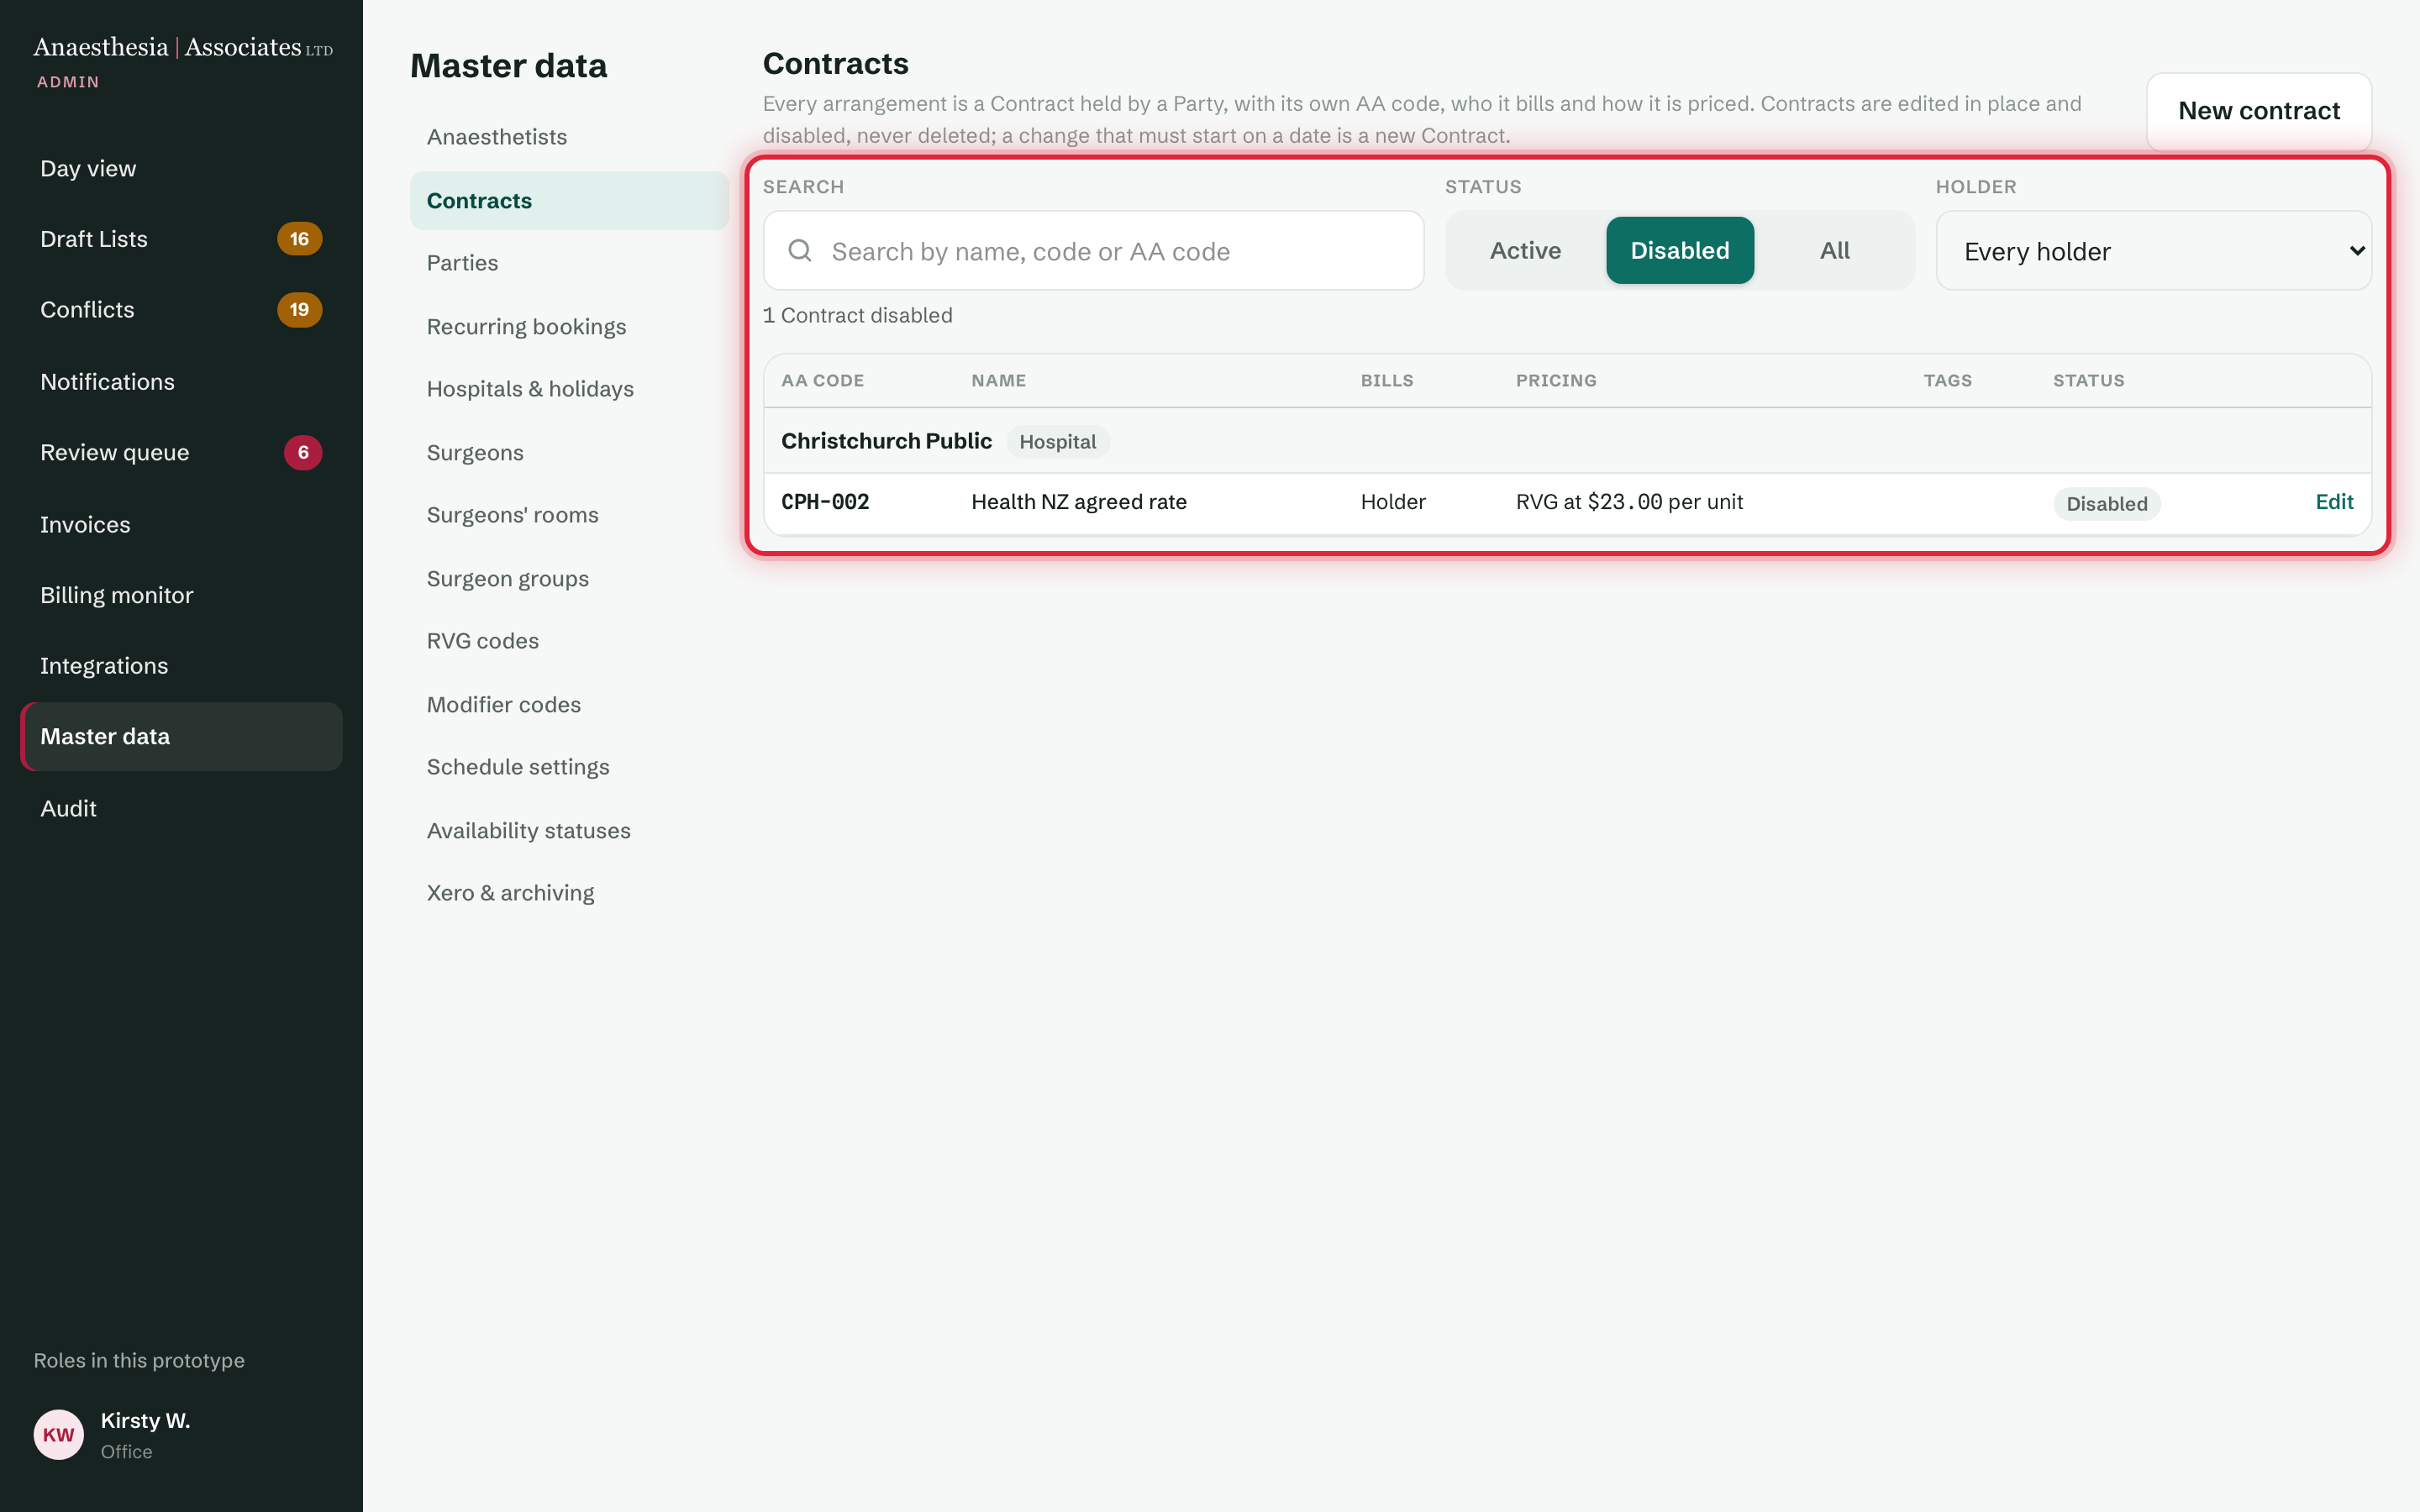 Anaesthesia | Associates LTD
ADMIN
Day view
Draft Lists 16
Conflicts 19
Notifications
Review queue 6
Invoices
Billing monitor
Integrations
Master data
Audit
Roles in this prototype
KW
Kirsty W.
Office
Master data
Anaesthetists
Contracts
Parties
Recurring bookings
Hospitals & holidays
Surgeons
Surgeons' rooms
Surgeon groups
RVG codes
Modifier codes
Schedule settings
Availability statuses
Xero & archiving
Contracts
Every arrangement is a Contract held by a Party, with its own AA code, who it bills and how it is priced. Contracts are edited in place and
disabled, never deleted; a change that must start on a date is a new Contract.
New contract
SEARCH STATUS HOLDER
Search by name, code or AA code Active Disabled All Every holder
1 Contract disabled
AA CODE NAME BILLS PRICING TAGS STATUS
Christchurch Public Hospital
CPH-002 Health NZ agreed rate Holder RVG at $23.00 per unit Disabled Edit